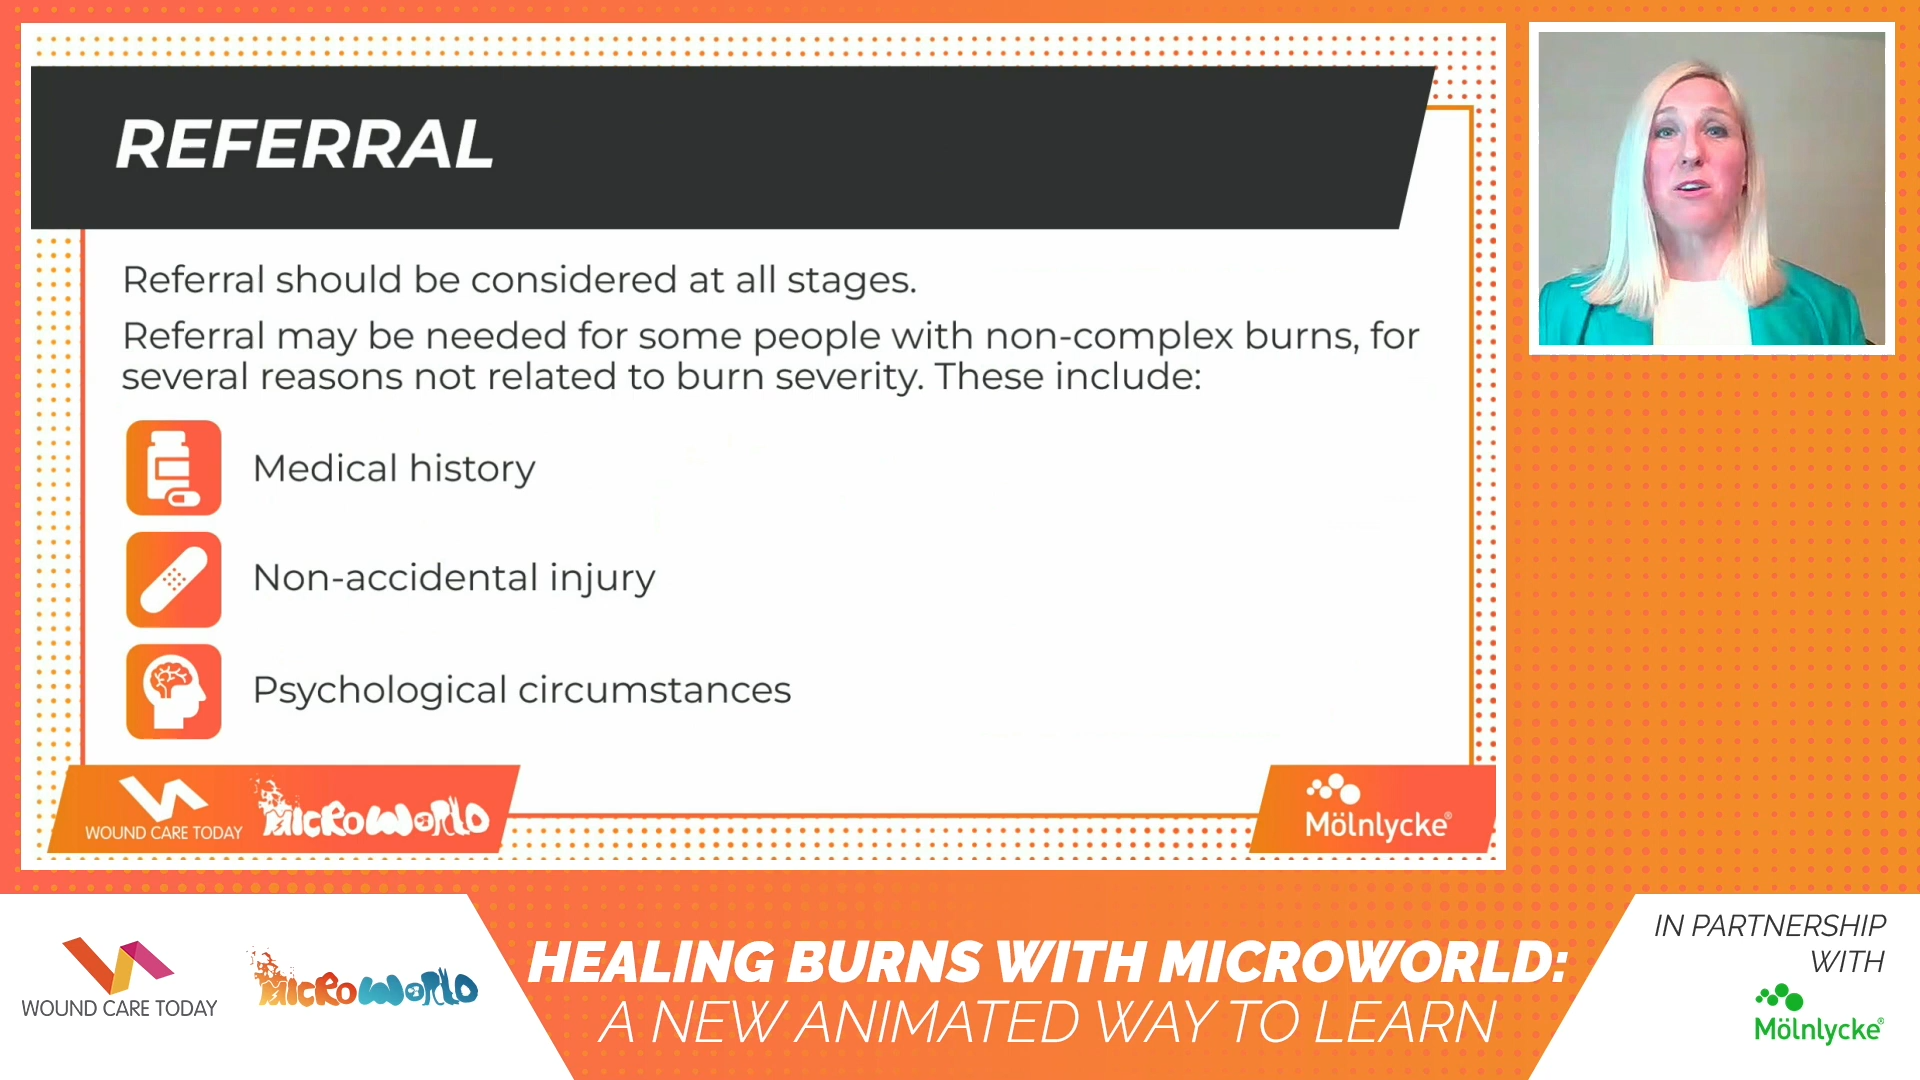 REFERRAL
Referral should be considered at all stages.
Referral may be needed for some people with non-complex burns, for
several reasons not related to burn severity. These include:
Medical history
Non-accidental injury
Psychological circumstances
WOUND CARE TODAY
MICROWORLD
Mölnlycke®
WOUND CARE TODAY
MICROWORLD
HEALING BURNS WITH MICROWORLD:
A NEW ANIMATED WAY TO LEARN
IN PARTNERSHIP
WITH
Mölnlycke®